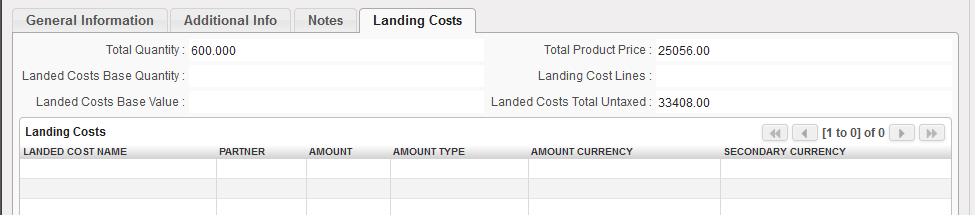 General Information Additional Info Notes Landing Costs
Total Quantity : 600.000 Total Product Price : 25056.00
Landed Costs Base Quantity : Landing Cost Lines :
Landed Costs Base Value : Landed Costs Total Untaxed : 33408.00
Landing Costs [1 to 0] of 0
LANDED COST NAME PARTNER AMOUNT AMOUNT TYPE AMOUNT CURRENCY SECONDARY CURRENCY